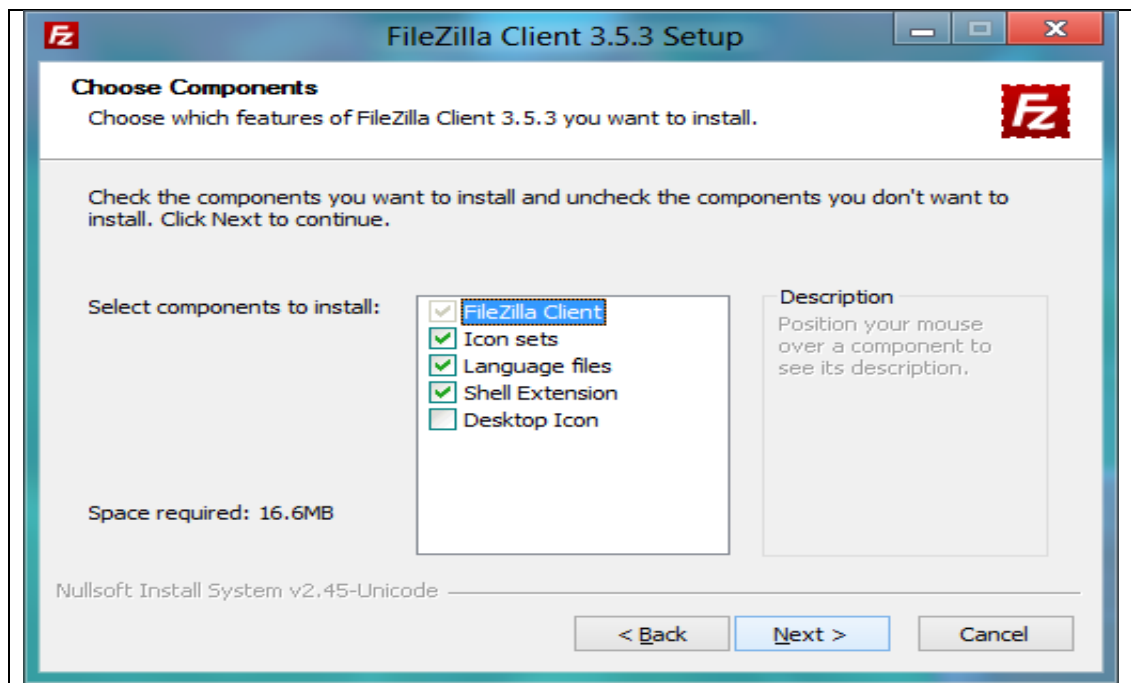 FileZilla Client 3.5.3 Setup
Choose Components
Choose which features of FileZilla Client 3.5.3 you want to install.
Fz
Check the components you want to install and uncheck the components you don't want to
install. Click Next to continue.
Select components to install:
FileZilla Client
Icon sets
Language files
Shell Extension
Desktop Icon
Description
Position your mouse
over a component to
see its description.
Space required: 16.6MB
Nullsoft Install System v2.45-Unicode
< Back
Next >
Cancel